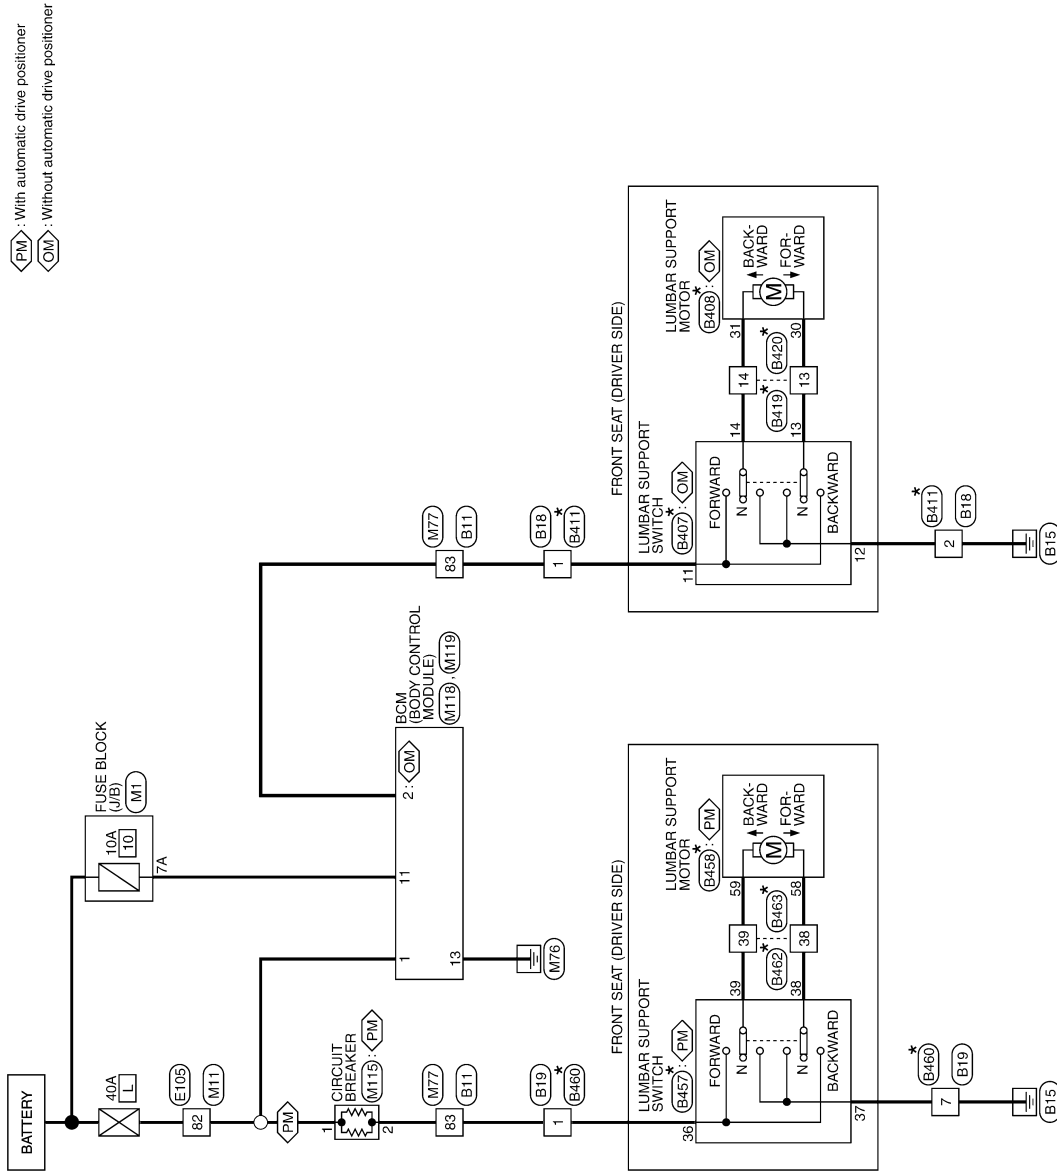 PM : With automatic drive positioner
OM : Without automatic drive positioner
BATTERY
40A L
E105
82
M11
PM
FUSE BLOCK
(J/B)
M1
10A
10
7A
1
CIRCUIT
BREAKER
M115 : PM
2
M77
83
B11
B19
1
* B460
1
11
2 : OM
BCM
(BODY CONTROL
MODULE)
M118 , M119
13
M76
M77
83
B11
B18
1
* B411
FRONT SEAT (DRIVER SIDE)
LUMBAR SUPPORT
SWITCH
* B457 : PM
36
FORWARD
N
N
BACKWARD
37
39
38
* B462
39
38
* B463
59
58
LUMBAR SUPPORT
MOTOR
* B458 : PM
M
BACK-
WARD
FOR-
WARD
* B460
7
B19
B15
FRONT SEAT (DRIVER SIDE)
LUMBAR SUPPORT
SWITCH
* B407 : OM
11
FORWARD
N
N
BACKWARD
12
14
13
* B419
14
13
* B420
31
30
LUMBAR SUPPORT
MOTOR
* B408 : OM
M
BACK-
WARD
FOR-
WARD
* B411
2
B18
B15